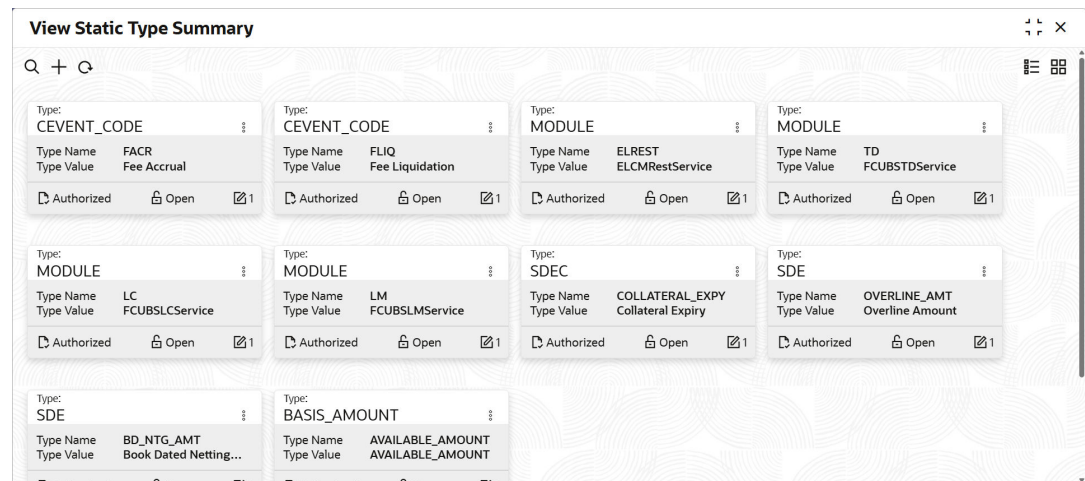 View Static Type Summary
Type:
CEVENT_CODE
Type Name FACR
Type Value Fee Accrual
Authorized Open 1
Type:
CEVENT_CODE
Type Name FLIQ
Type Value Fee Liquidation
Authorized Open 1
Type:
MODULE
Type Name ELREST
Type Value ELCMRestService
Authorized Open 1
Type:
MODULE
Type Name TD
Type Value FCUBSTDService
Authorized Open 1
Type:
MODULE
Type Name LC
Type Value FCUBSLCService
Authorized Open 1
Type:
MODULE
Type Name LM
Type Value FCUBSLMService
Authorized Open 1
Type:
SDEC
Type Name COLLATERAL_EXPY
Type Value Collateral Expiry
Authorized Open 1
Type:
SDE
Type Name OVERLINE_AMT
Type Value Overline Amount
Authorized Open 1
Type:
SDE
Type Name BD_NTG_AMT
Type Value Book Dated Netting...
Type:
BASIS_AMOUNT
Type Name AVAILABLE_AMOUNT
Type Value AVAILABLE_AMOUNT